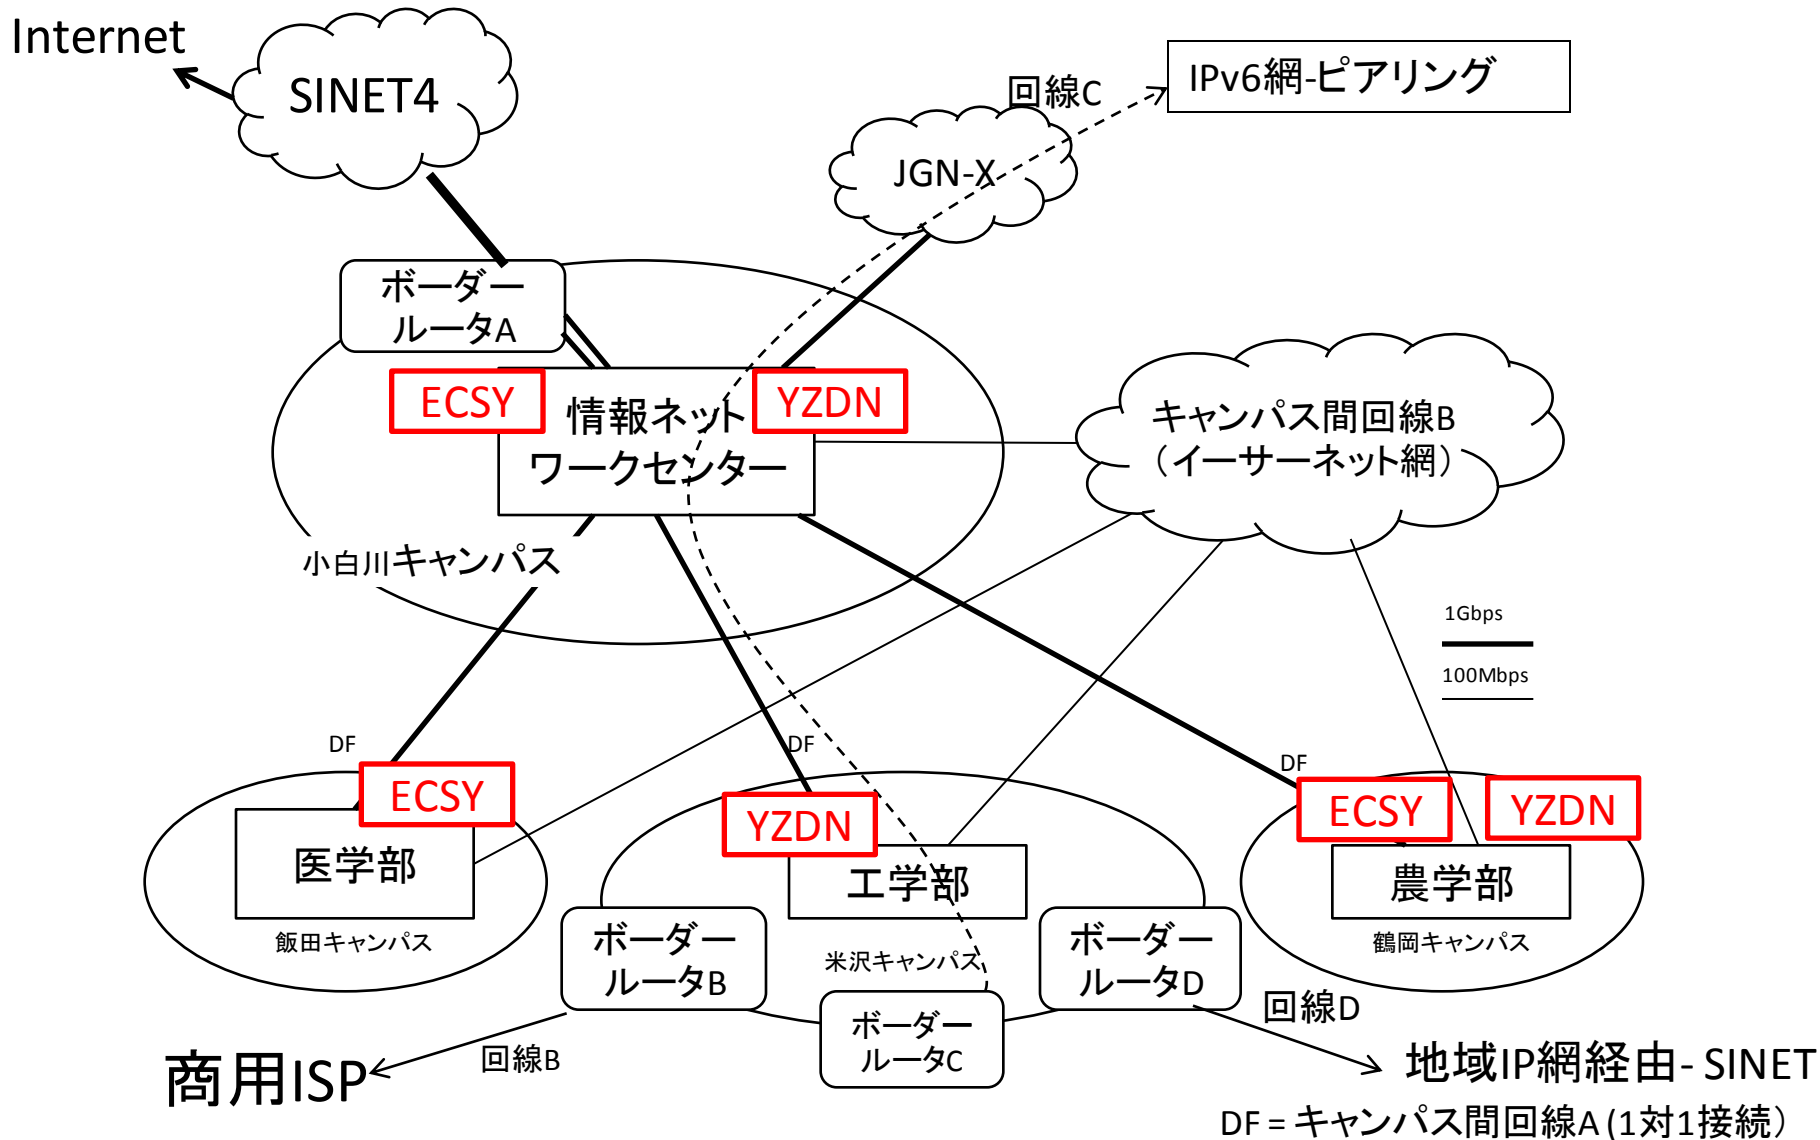 Internet
SINET4
回線C
IPv6網-ピアリング
JGN-X
ボーダー
ルータA
ECSY
情報ネット
ワークセンター
YZDN
キャンパス間回線B
（イーサーネット網）
小白川キャンパス
1Gbps
100Mbps
DF
DF
DF
ECSY
医学部
飯田キャンパス
YZDN
工学部
米沢キャンパス
ECSY
YZDN
農学部
鶴岡キャンパス
ボーダー
ルータB
ボーダー
ルータC
ボーダー
ルータD
回線B
商用ISP
回線D
地域IP網経由- SINET
DF = キャンパス間回線A (1対1接続）